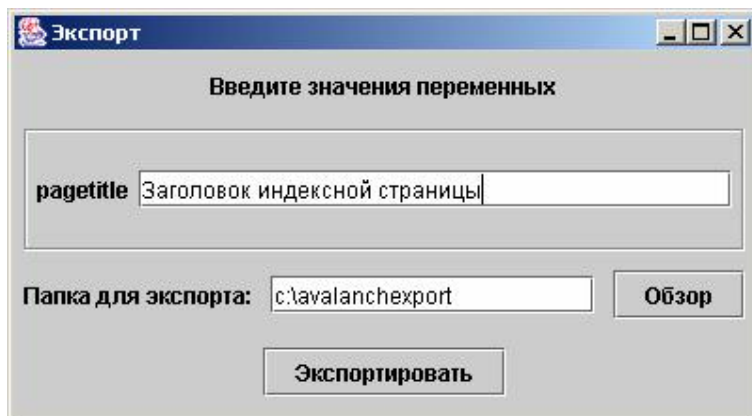 Экспорт
Введите значения переменных
pagetitle Заголовок индексной страницы
Папка для экспорта: c:\avalanchexport Обзор
Экспортировать